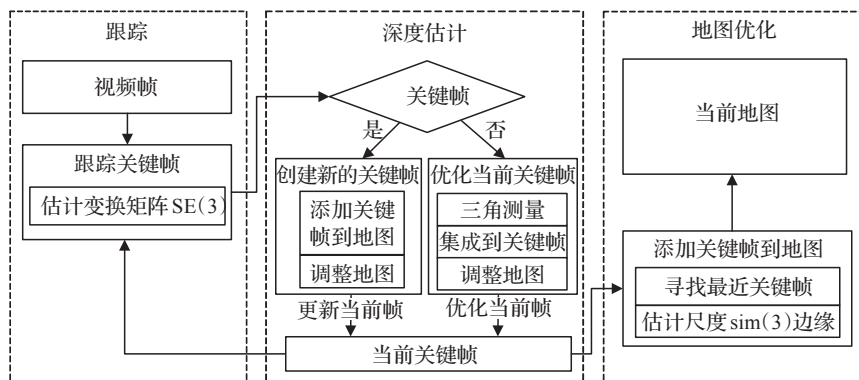 跟踪
视频帧
跟踪关键帧
估计变换矩阵SE(3)
深度估计
关键帧
是
否
创建新的关键帧
添加关键
帧到地图
调整地图
更新当前帧
优化当前关键帧
三角测量
集成到关键帧
调整地图
优化当前帧
当前关键帧
地图优化
当前地图
添加关键帧到地图
寻找最近关键帧
估计尺度sim(3)边缘